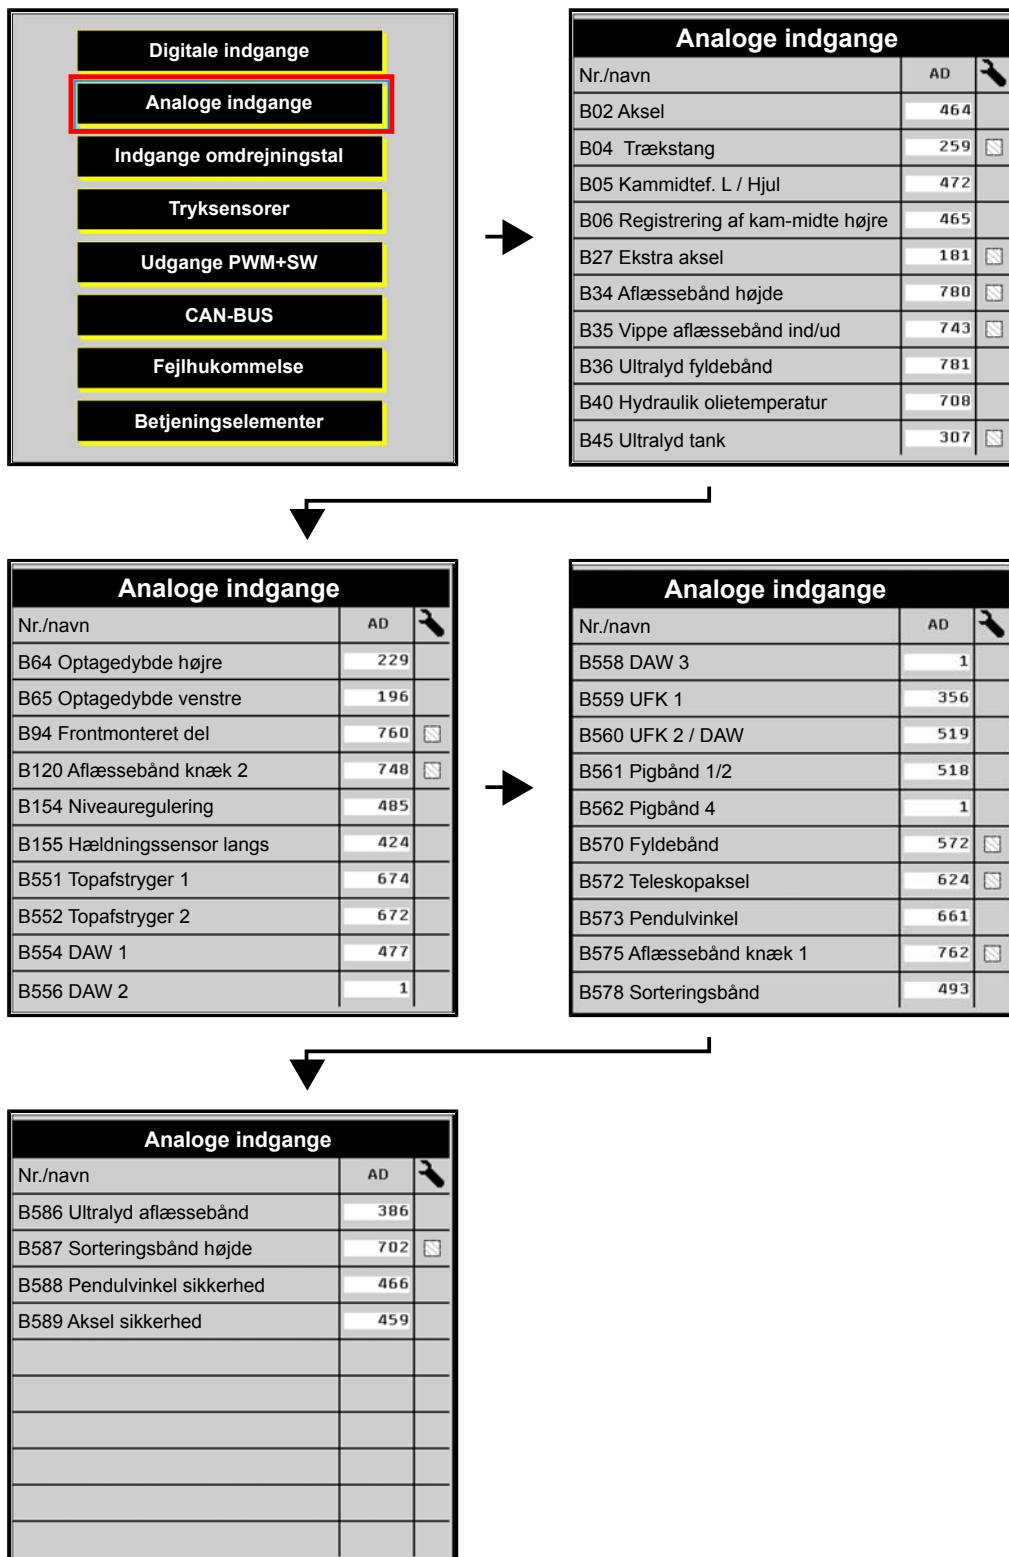 Digitale indgange
Analoge indgange
Indgange omdrejningstal
Tryksensorer
Udgange PWM+SW
CAN-BUS
Fejlhukommelse
Betjeningselementer
Analoge indgange
Nr./navn AD
B02 Aksel 464
B04 Trækstang 259
B05 Kammidtef. L / Hjul 472
B06 Registrering af kam-midte højre 465
B27 Ekstra aksel 181
B34 Aflæssebånd højde 780
B35 Vippe aflæssebånd ind/ud 743
B36 Ultralyd fyldebånd 781
B40 Hydraulik olietemperatur 708
B45 Ultralyd tank 307
Analoge indgange
Nr./navn AD
B64 Optagedybde højre 229
B65 Optagedybde venstre 196
B94 Frontmonteret del 760
B120 Aflæssebånd knæk 2 748
B154 Niveauregulering 485
B155 Hældningssensor langs 424
B551 Topafstryger 1 674
B552 Topafstryger 2 672
B554 DAW 1 477
B556 DAW 2 1
Analoge indgange
Nr./navn AD
B558 DAW 3 1
B559 UFK 1 356
B560 UFK 2 / DAW 519
B561 Pigbånd 1/2 518
B562 Pigbånd 4 1
B570 Fyldebånd 572
B572 Teleskopaksel 624
B573 Pendulvinkel 661
B575 Aflæssebånd knæk 1 762
B578 Sorteringsbånd 493
Analoge indgange
Nr./navn AD
B586 Ultralyd aflæssebånd 386
B587 Sorteringsbånd højde 702
B588 Pendulvinkel sikkerhed 466
B589 Aksel sikkerhed 459